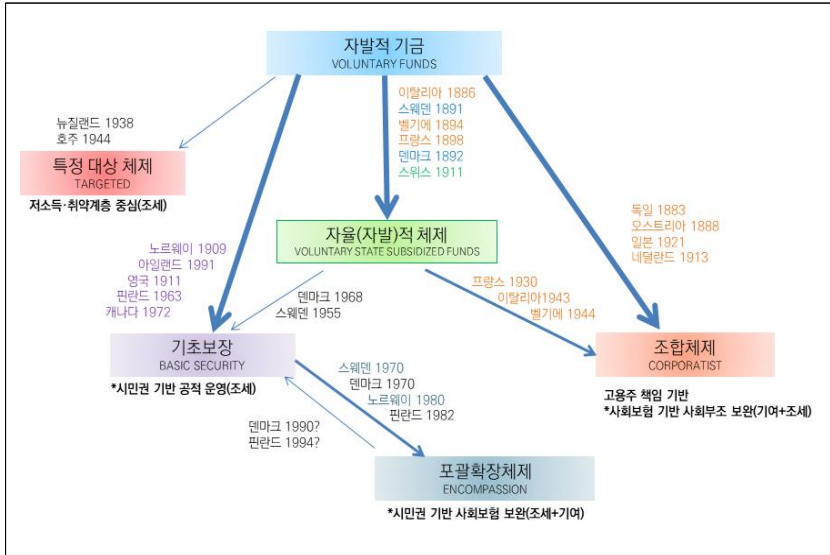 자발적 기금
VOLUNTARY FUNDS
이탈리아 1886
스웨덴 1891
벨기에 1894
프랑스 1898
덴마크 1892
스위스 1911
뉴질랜드 1938
호주 1944
특정 대상 체제
TARGETED
저소득·취약계층 중심(조세)
독일 1883
오스트리아 1888
일본 1921
네덜란드 1913
자율(자발)적 체제
VOLUNTARY STATE SUBSIDIZED FUNDS
노르웨이 1909
아일랜드 1991
영국 1911
핀란드 1963
캐나다 1972
덴마크 1968
스웨덴 1955
프랑스 1930
이탈리아1943
벨기에 1944
기초보장
BASIC SECURITY
*시민권 기반 공적 운영(조세)
조합체제
CORPORATIST
고용주 책임 기반
*사회보험 기반 사회부조 보완(기여+조세)
스웨덴 1970
덴마크 1970
노르웨이 1980
핀란드 1982
덴마크 1990?
핀란드 1994?
포괄확장체제
ENCOMPASSION
*시민권 기반 사회보험 보완(조세+기여)